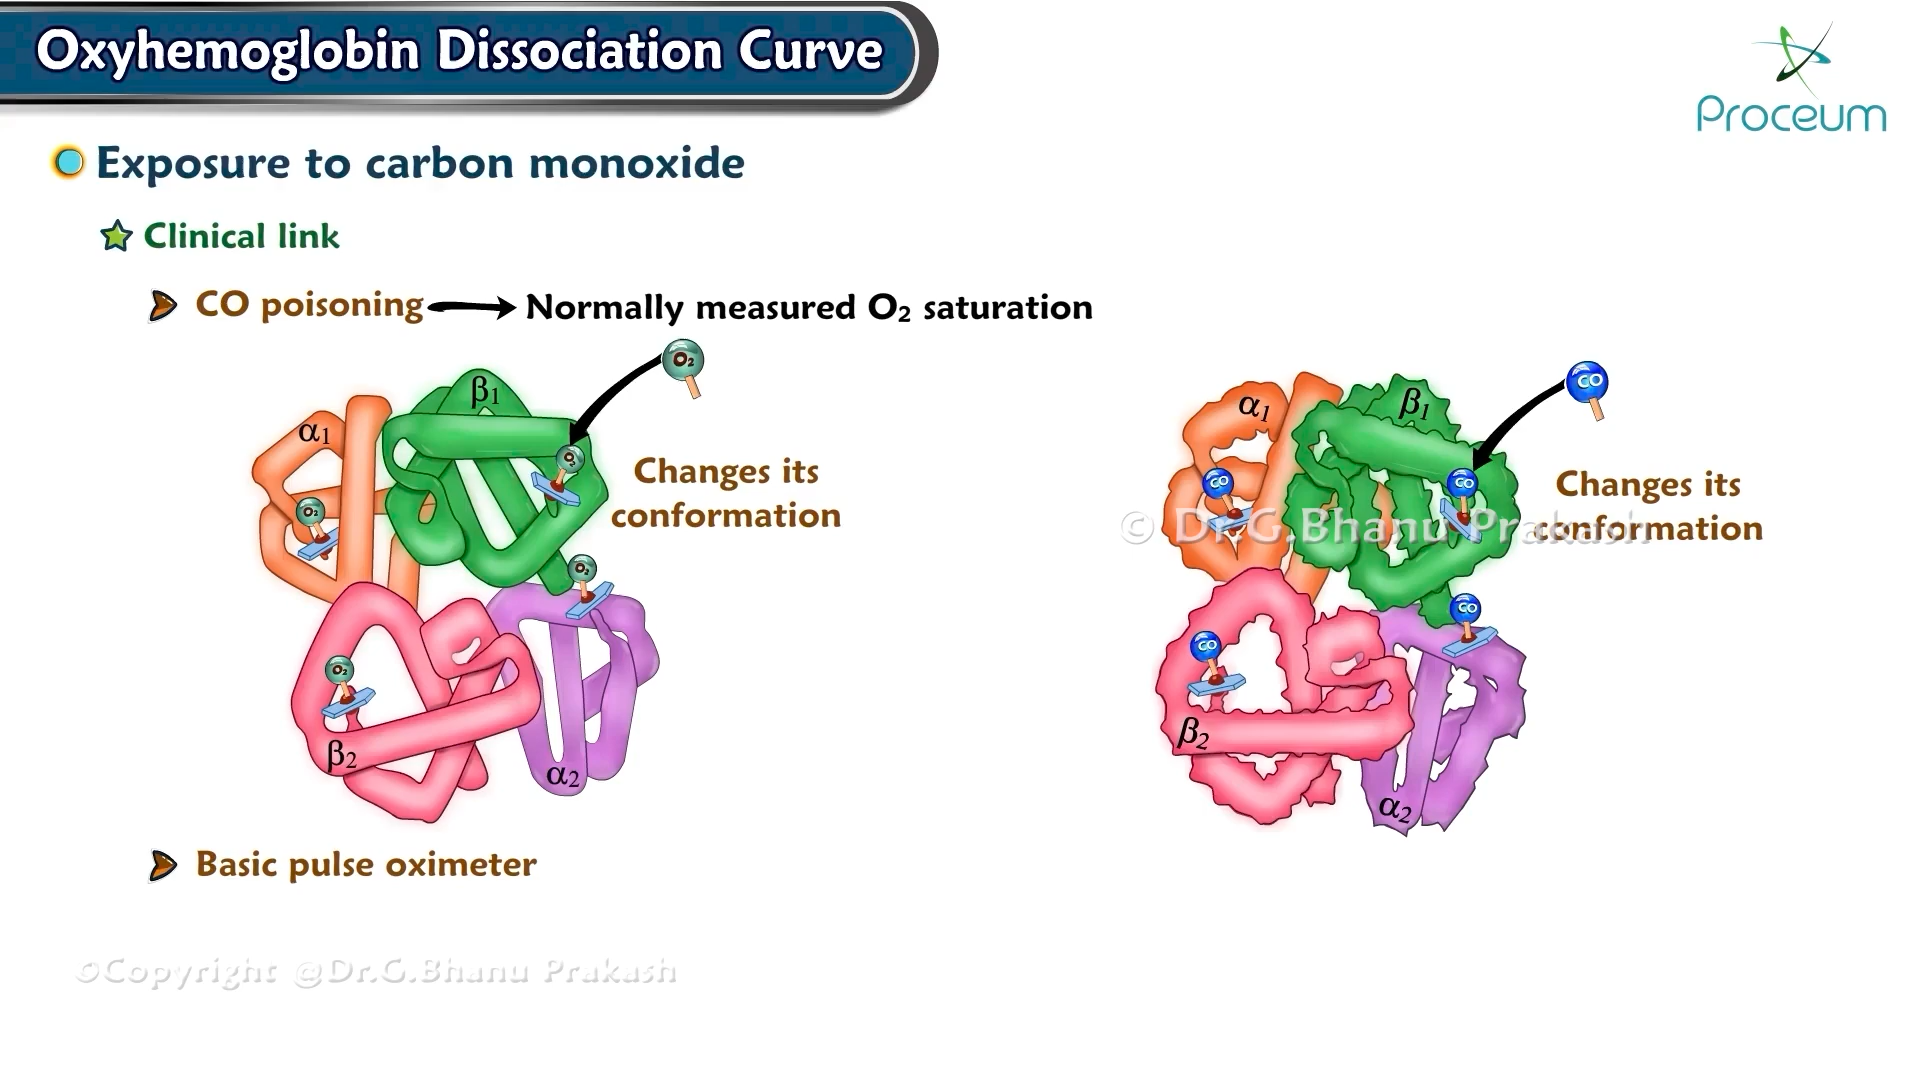 Oxyhemoglobin Dissociation Curve
Proceum
Exposure to carbon monoxide
Clinical link
CO poisoning
Normally measured O₂ saturation
O₂
β₁
α₁
O₂
O₂
O₂
O₂
β₂
α₂
Changes its
conformation
CO
β₁
α₁
CO
CO
CO
CO
β₂
α₂
Changes its
conformation
© Dr.G.Bhanu Prakash
Basic pulse oximeter
©Copyright @Dr.G.Bhanu Prakash